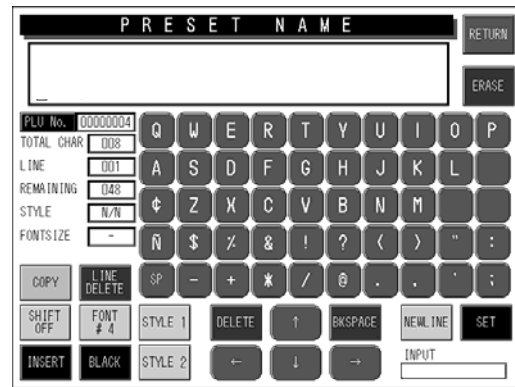 PRESET NAME
RETURN
ERASE
PLU No. 00000004
TOTAL CHAR 008
LINE 001
REMAINING 048
STYLE N/N
FONTSIZE -
Q W E R T Y U I O P
A S D F G H J K L
¢ Z X C V B N M
Ñ $ % & ! ? ( ) " :
SP - + * / @ . . ' ;
COPY LINE DELETE
SHIFT OFF FONT # 4 STYLE 1 DELETE ↑ BKSPACE NEWLINE SET
INSERT BLACK STYLE 2 ← ↓ → INPUT